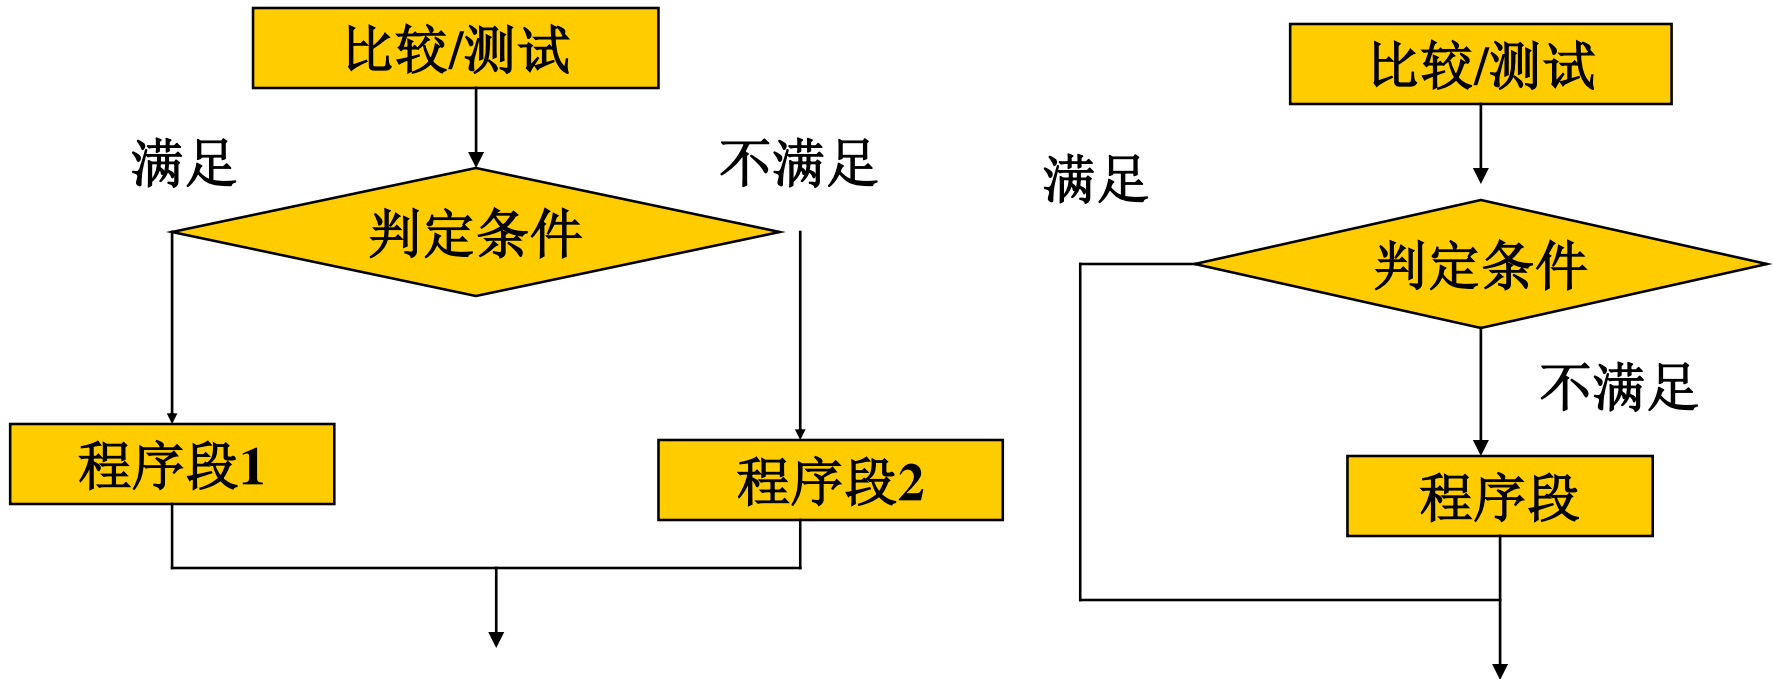 比较/测试
满足
不满足
判定条件
程序段1
程序段2
比较/测试
满足
判定条件
不满足
程序段